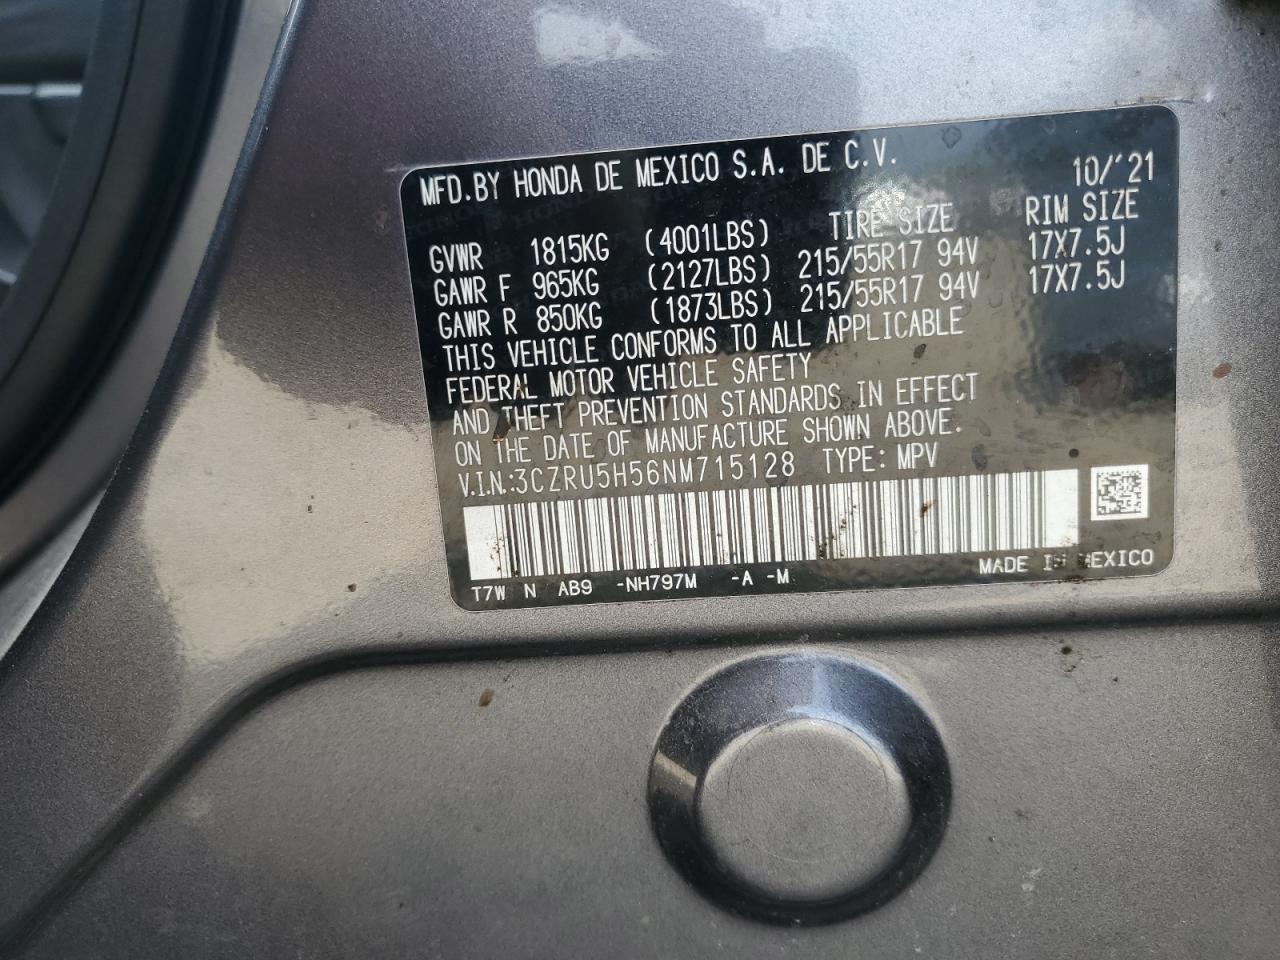 MFD.BY HONDA DE MEXICO S.A. DE C.V. 10/'21
TIRE SIZE RIM SIZE
GVWR 1815KG (4001LBS)
GAWR F 965KG (2127LBS) 215/55R17 94V 17X7.5J
GAWR R 850KG (1873LBS) 215/55R17 94V 17X7.5J
THIS VEHICLE CONFORMS TO ALL APPLICABLE
FEDERAL MOTOR VEHICLE SAFETY
AND THEFT PREVENTION STANDARDS IN EFFECT
ON THE DATE OF MANUFACTURE SHOWN ABOVE.
V.I.N.:3CZRU5H56NM715128 TYPE: MPV
T7W N AB9 -NH797M -A -M MADE IN MEXICO